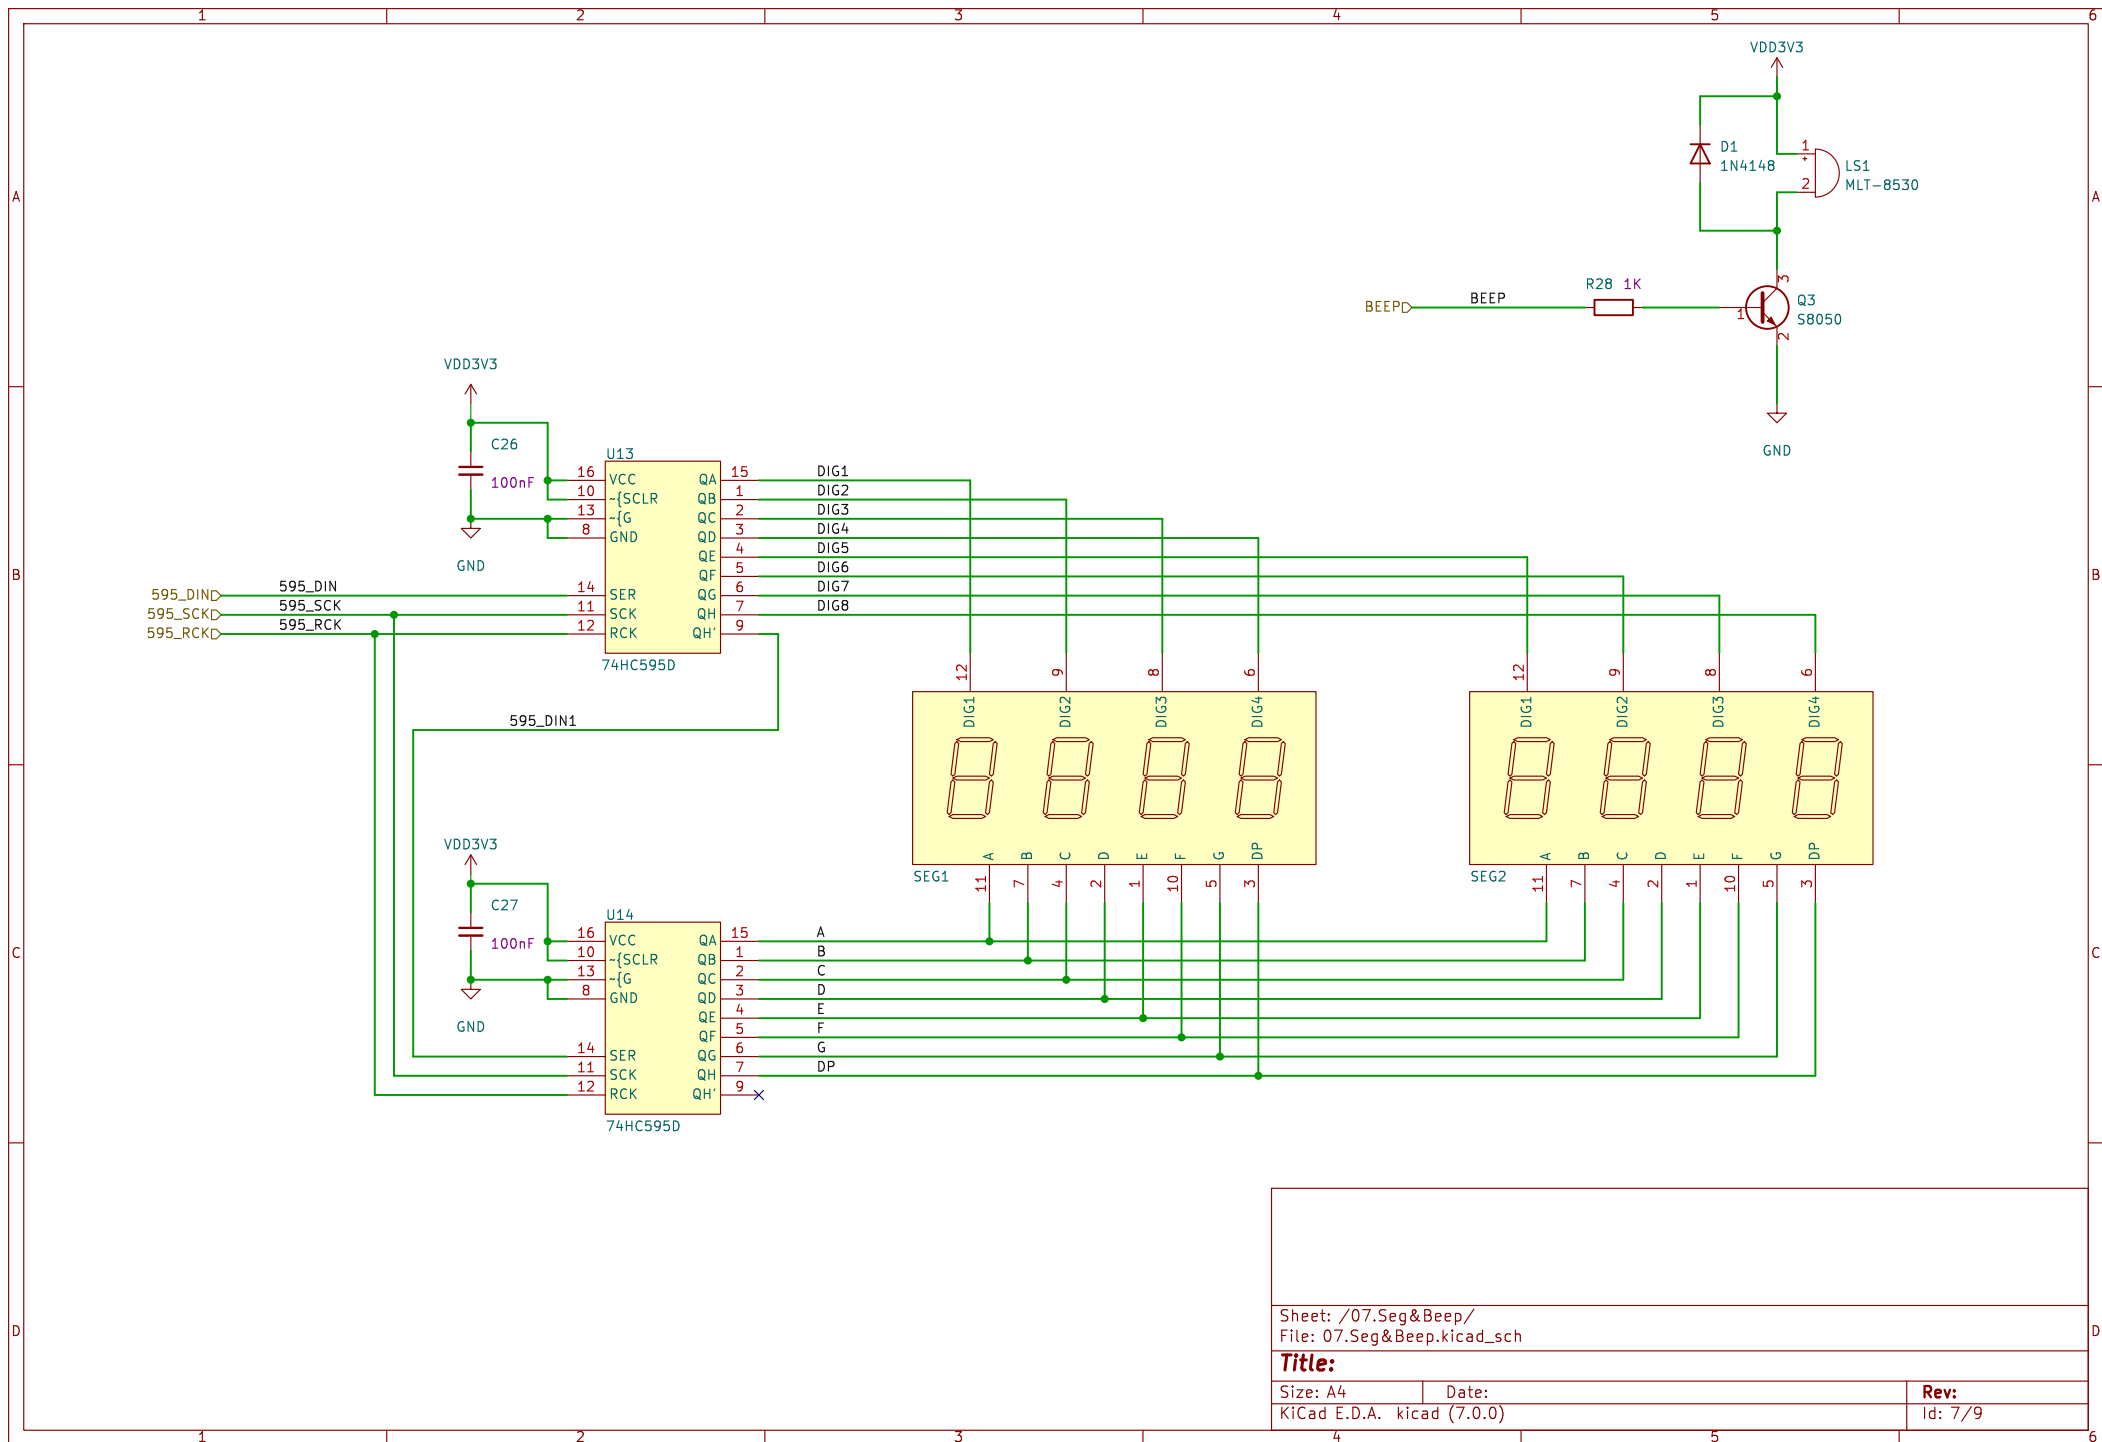 1 2 3 4 5 6
VDD3V3
D1
1N4148
1
+
2
LS1
MLT-8530
A A
R28 1K
BEEP BEEP
3
1
2
Q3
S8050
GND
VDD3V3
C26
100nF
GND
U13
16 VCC QA 15 DIG1
10 ~{SCLR QB 1 DIG2
13 ~{G QC 2 DIG3
8 GND QD 3 DIG4
QE 4 DIG5
QF 5 DIG6
595_DIN 595_DIN 14 SER QG 6 DIG7
595_SCK 595_SCK 11 SCK QH 7 DIG8
595_RCK 595_RCK 12 RCK QH' 9
74HC595D
B B
12 9 8 6 12 9 8 6
DIG1 DIG2 DIG3 DIG4 DIG1 DIG2 DIG3 DIG4
595_DIN1
A B C D E F G DP A B C D E F G DP
SEG1 SEG2
11 7 4 2 1 10 5 3 11 7 4 2 1 10 5 3
VDD3V3
C27
100nF
GND
U14
16 VCC QA 15 A
10 ~{SCLR QB 1 B
13 ~{G QC 2 C
8 GND QD 3 D
QE 4 E
QF 5 F
14 SER QG 6 G
11 SCK QH 7 DP
12 RCK QH' 9
74HC595D
C C
Sheet: /07.Seg&Beep/
File: 07.Seg&Beep.kicad_sch
D D
Title:
Size: A4 Date: Rev:
KiCad E.D.A. kicad (7.0.0) Id: 7/9
1 2 3 4 5 6